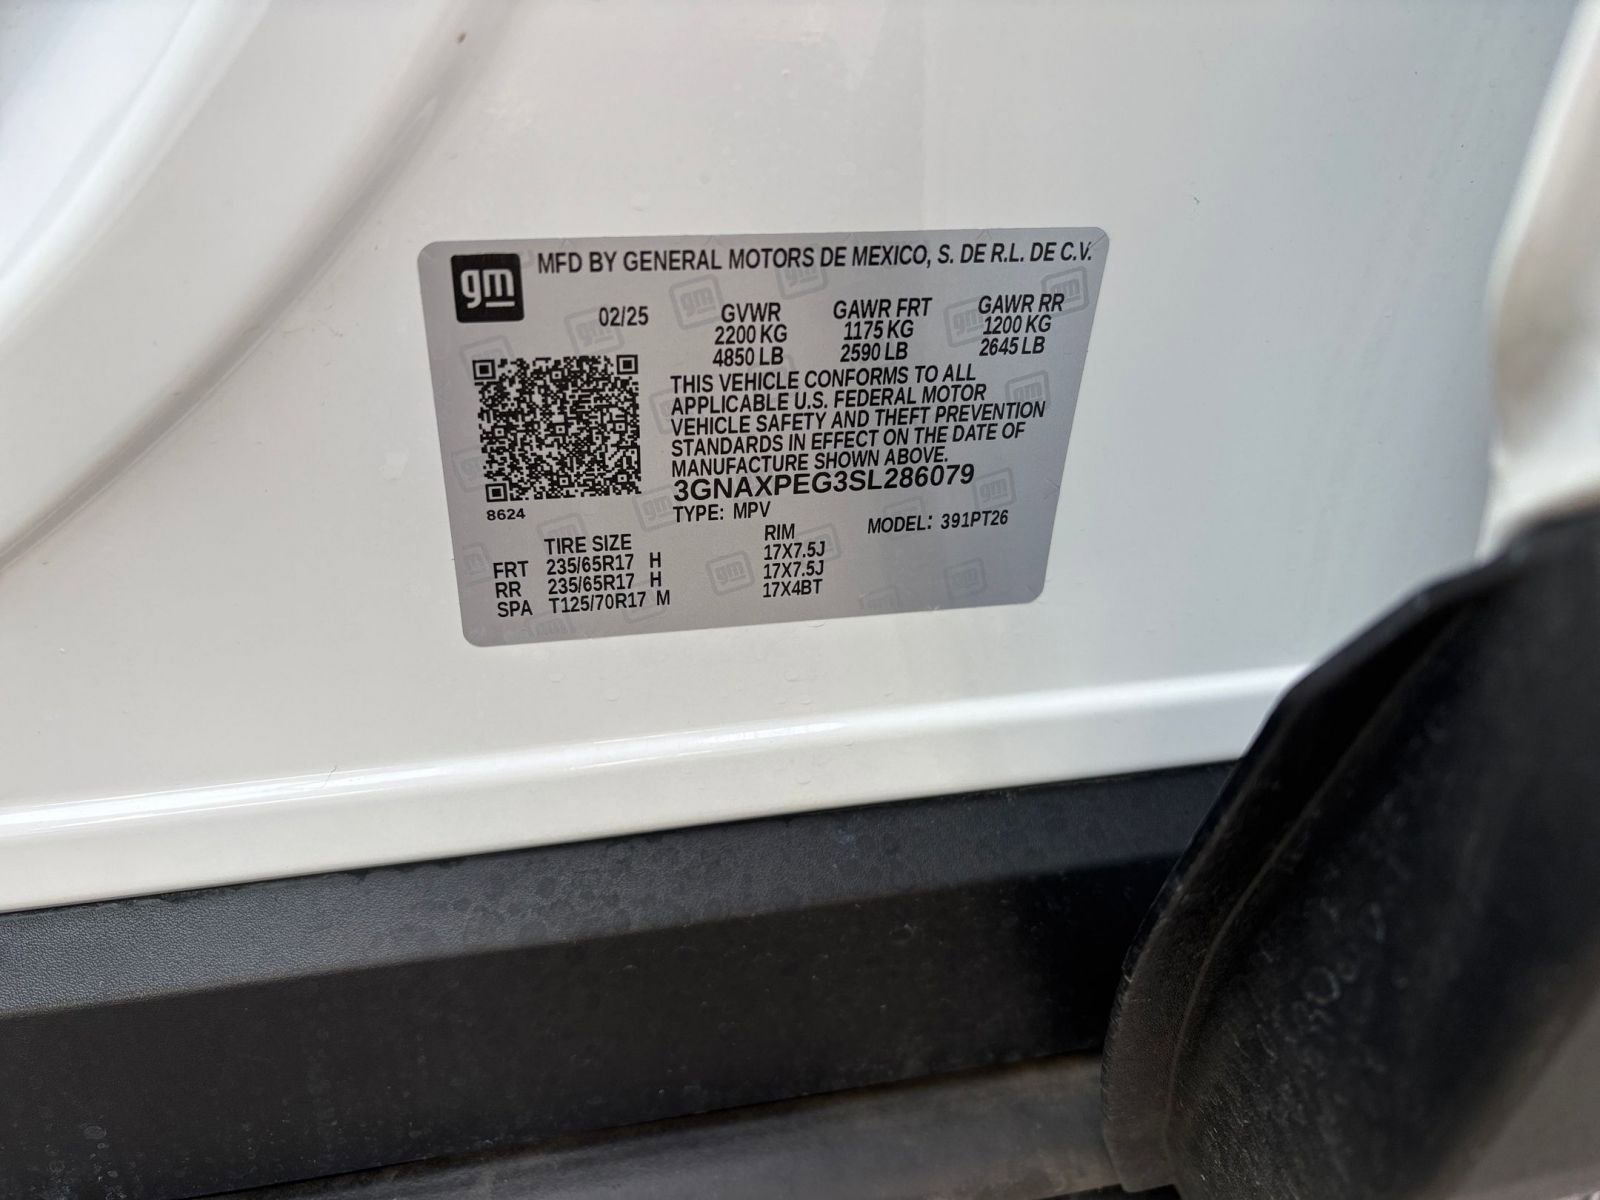 gm
MFD BY GENERAL MOTORS DE MEXICO, S. DE R.L. DE C.V.
02/25 GVWR GAWR FRT GAWR RR
2200 KG 1175 KG 1200 KG
4850 LB 2590 LB 2645 LB
THIS VEHICLE CONFORMS TO ALL
APPLICABLE U.S. FEDERAL MOTOR
VEHICLE SAFETY AND THEFT PREVENTION
STANDARDS IN EFFECT ON THE DATE OF
MANUFACTURE SHOWN ABOVE.
3GNAXPEG3SL286079
8624
TYPE: MPV MODEL: 391PT26
TIRE SIZE RIM
FRT 235/65R17 H 17X7.5J
RR 235/65R17 H 17X7.5J
SPA T125/70R17 M 17X4BT